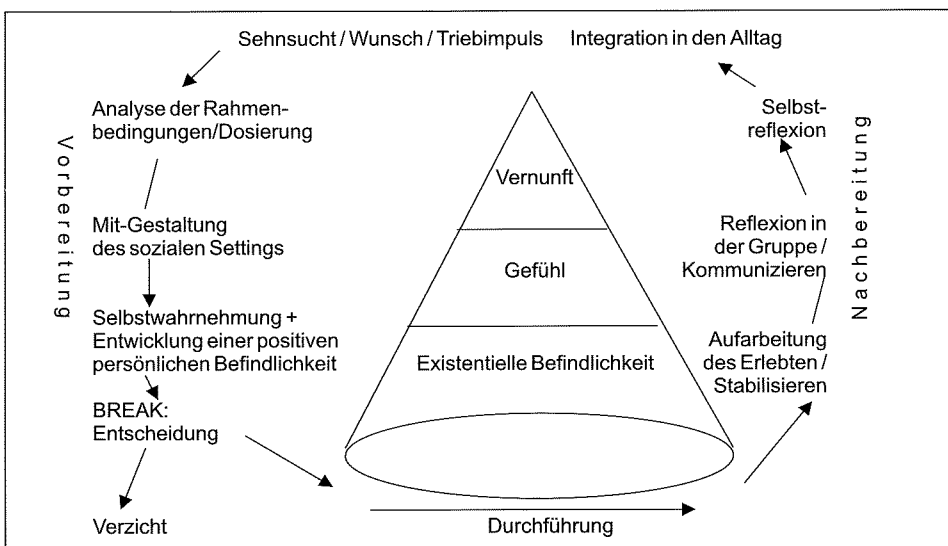 Sehnsucht / Wunsch / Triebimpuls
Integration in den Alltag
Vorbereitung
Analyse der Rahmen-
bedingungen/Dosierung
Mit-Gestaltung
des sozialen Settings
Selbstwahrnehmung +
Entwicklung einer positiven
persönlichen Befindlichkeit
BREAK:
Entscheidung
Verzicht
Vernunft
Gefühl
Existentielle Befindlichkeit
Durchführung
Selbst-
reflexion
Reflexion in
der Gruppe /
Kommunizieren
Aufarbeitung
des Erlebten /
Stabilisieren
Nachbereitung